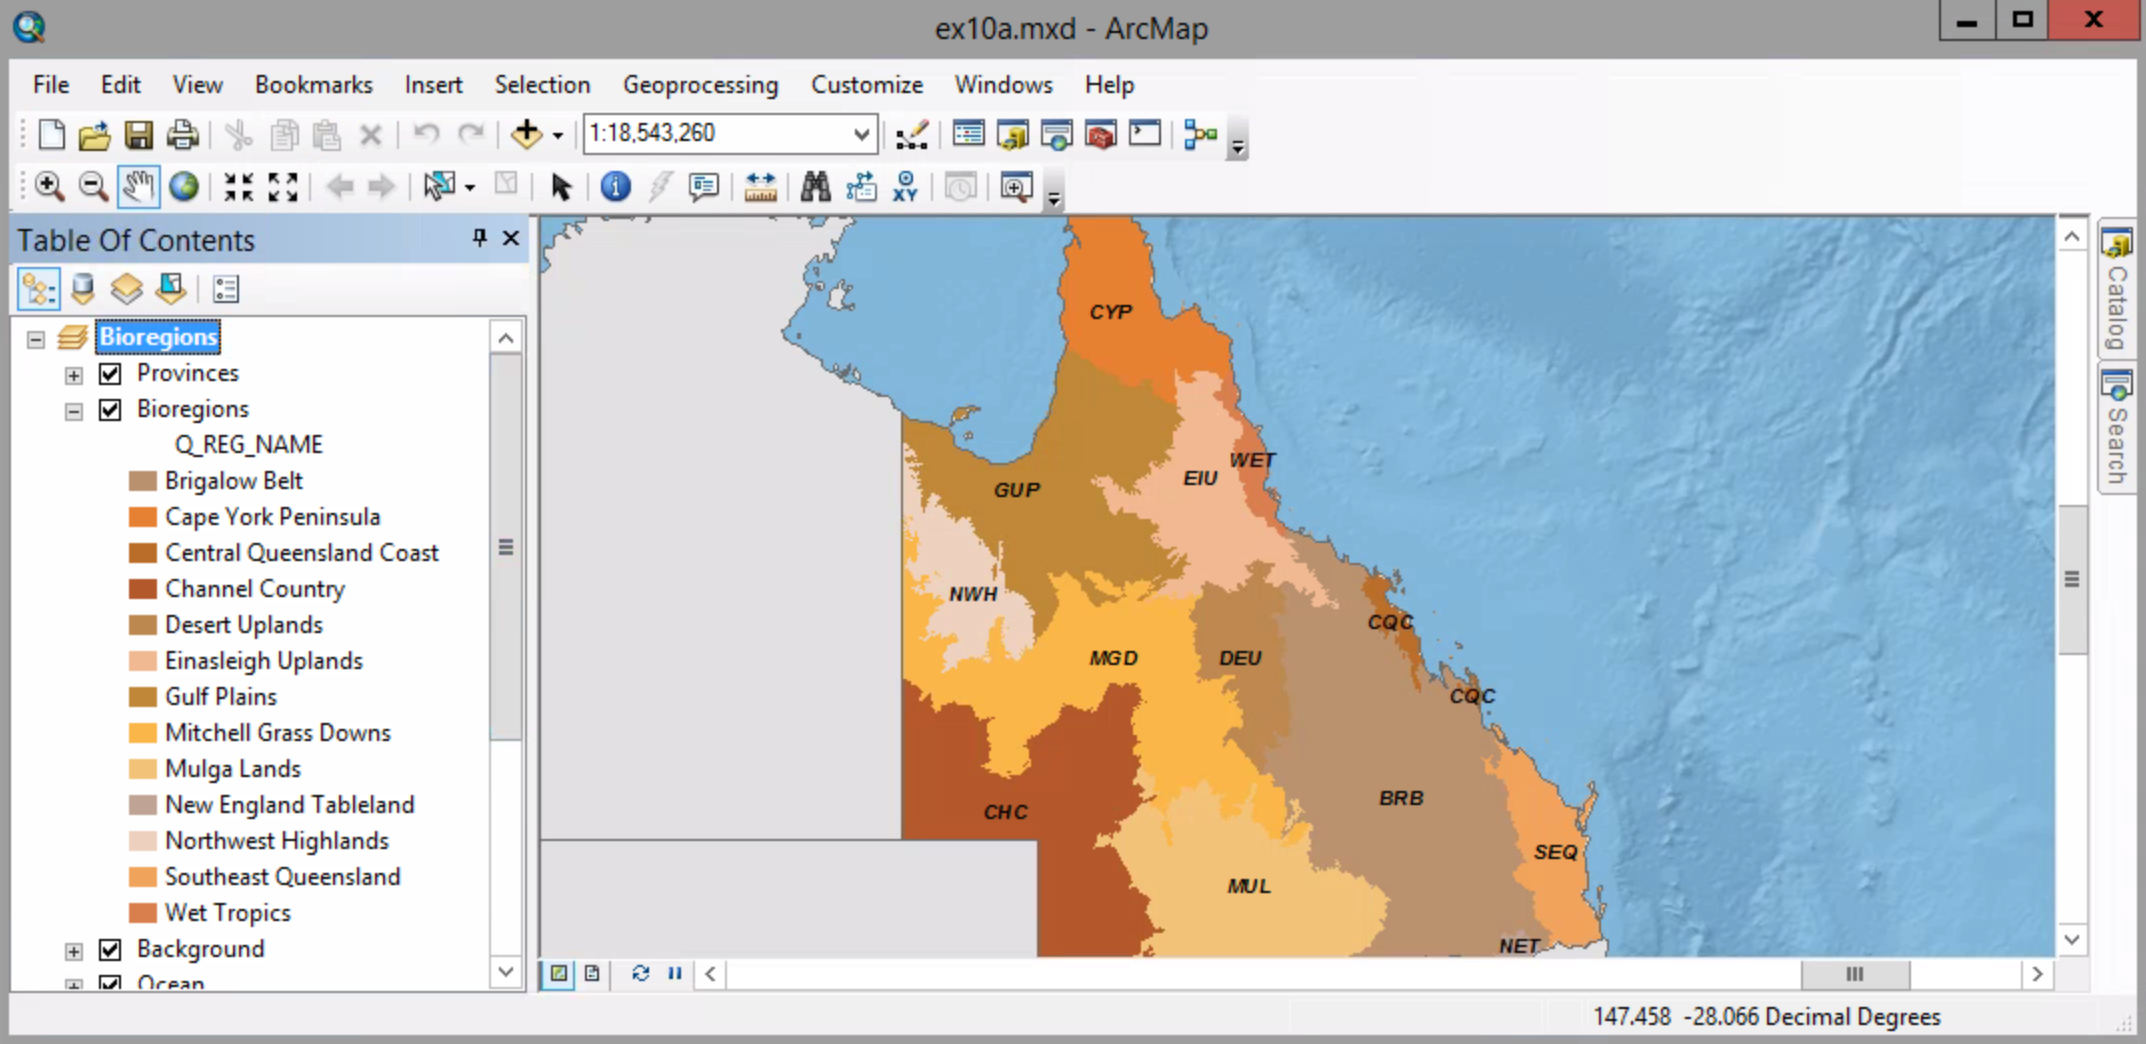 ex10a.mxd - ArcMap
File Edit View Bookmarks Insert Selection Geoprocessing Customize Windows Help
1:18,543,260
XY
Table Of Contents
Bioregions
Provinces
Bioregions
Q_REG_NAME
Brigalow Belt
Cape York Peninsula
Central Queensland Coast
Channel Country
Desert Uplands
Einasleigh Uplands
Gulf Plains
Mitchell Grass Downs
Mulga Lands
New England Tableland
Northwest Highlands
Southeast Queensland
Wet Tropics
Background
Ocean
CYP
WET
EIU
GUP
NWH
CQC
MGD
DEU
CQC
BRB
CHC
SEQ
MUL
NET
Catalog
Search
147.458 -28.066 Decimal Degrees